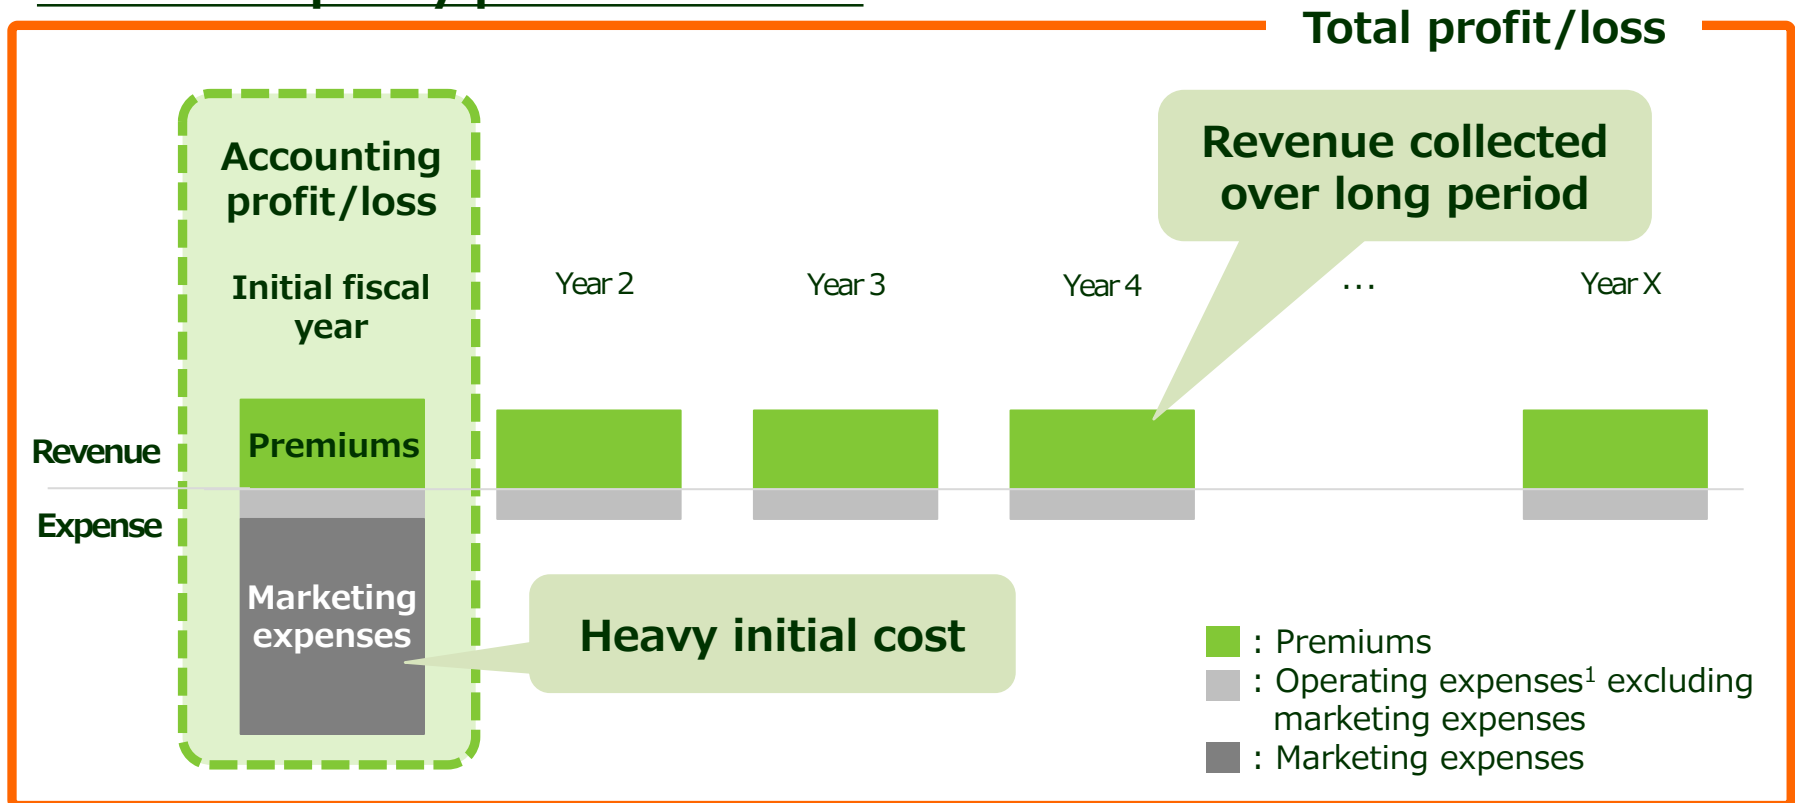 Total profit/loss
Accounting
profit/loss
Revenue collected
over long period
Initial fiscal
year
Year 2
Year 3
Year 4
...
Year X
Revenue
Premiums
Expense
Marketing
expenses
Heavy initial cost
: Premiums
: Operating expenses¹ excluding
marketing expenses
: Marketing expenses